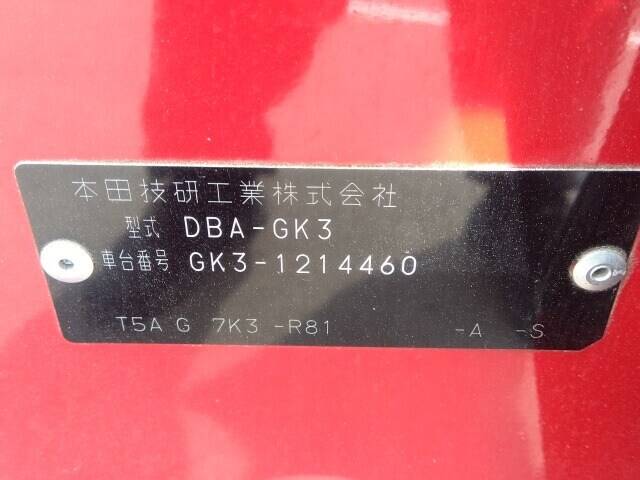 本田技研工業株式会社
型式 DBA-GK3
車台番号 GK3-1214460
T5A G 7K3 -R81 -A -S